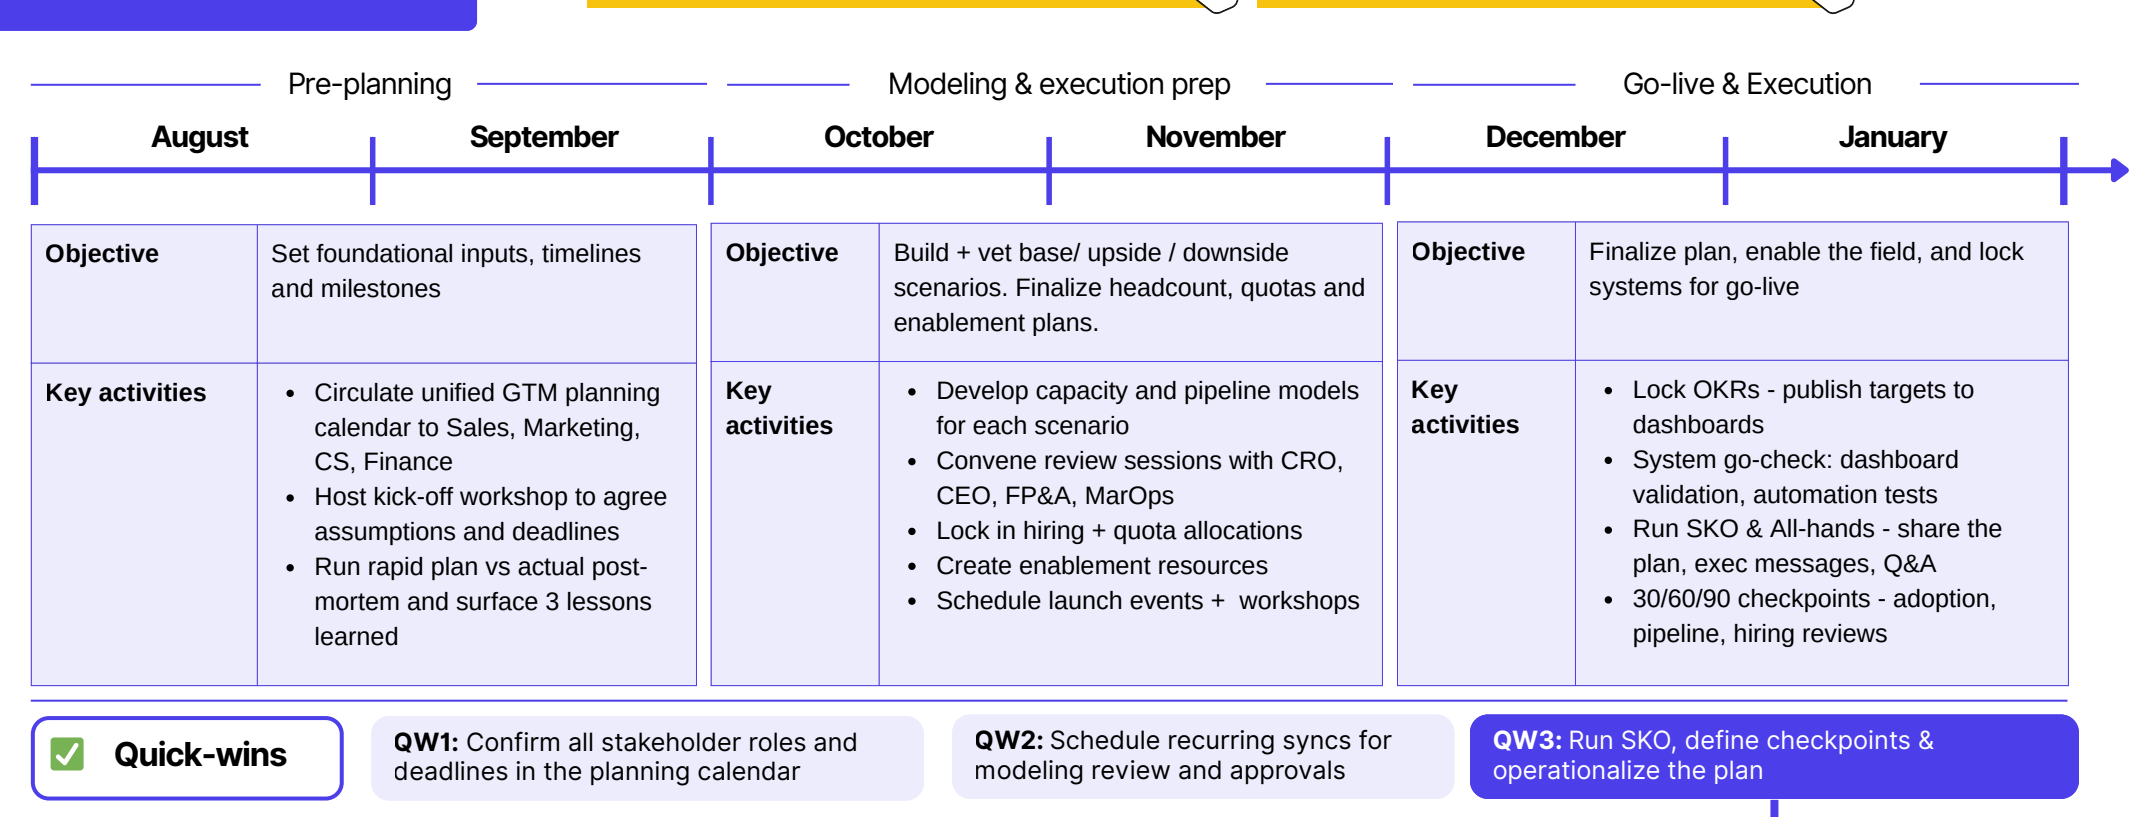 Pre-planning
Modeling & execution prep
Go-live & Execution
August
September
October
November
December
January
Objective
Set foundational inputs, timelines
and milestones
Key activities
• Circulate unified GTM planning
calendar to Sales, Marketing,
CS, Finance
• Host kick-off workshop to agree
assumptions and deadlines
• Run rapid plan vs actual post-
mortem and surface 3 lessons
learned
Objective
Build + vet base/ upside / downside
scenarios. Finalize headcount, quotas and
enablement plans.
Key
activities
• Develop capacity and pipeline models
for each scenario
• Convene review sessions with CRO,
CEO, FP&A, MarOps
• Lock in hiring + quota allocations
• Create enablement resources
• Schedule launch events +  workshops
Objective
Finalize plan, enable the field, and lock
systems for go-live
Key
activities
• Lock OKRs - publish targets to
dashboards
• System go-check: dashboard
validation, automation tests
• Run SKO & All-hands - share the
plan, exec messages, Q&A
• 30/60/90 checkpoints - adoption,
pipeline, hiring reviews
Quick-wins
QW1: Confirm all stakeholder roles and
deadlines in the planning calendar
QW2: Schedule recurring syncs for
modeling review and approvals
QW3: Run SKO, define checkpoints &
operationalize the plan